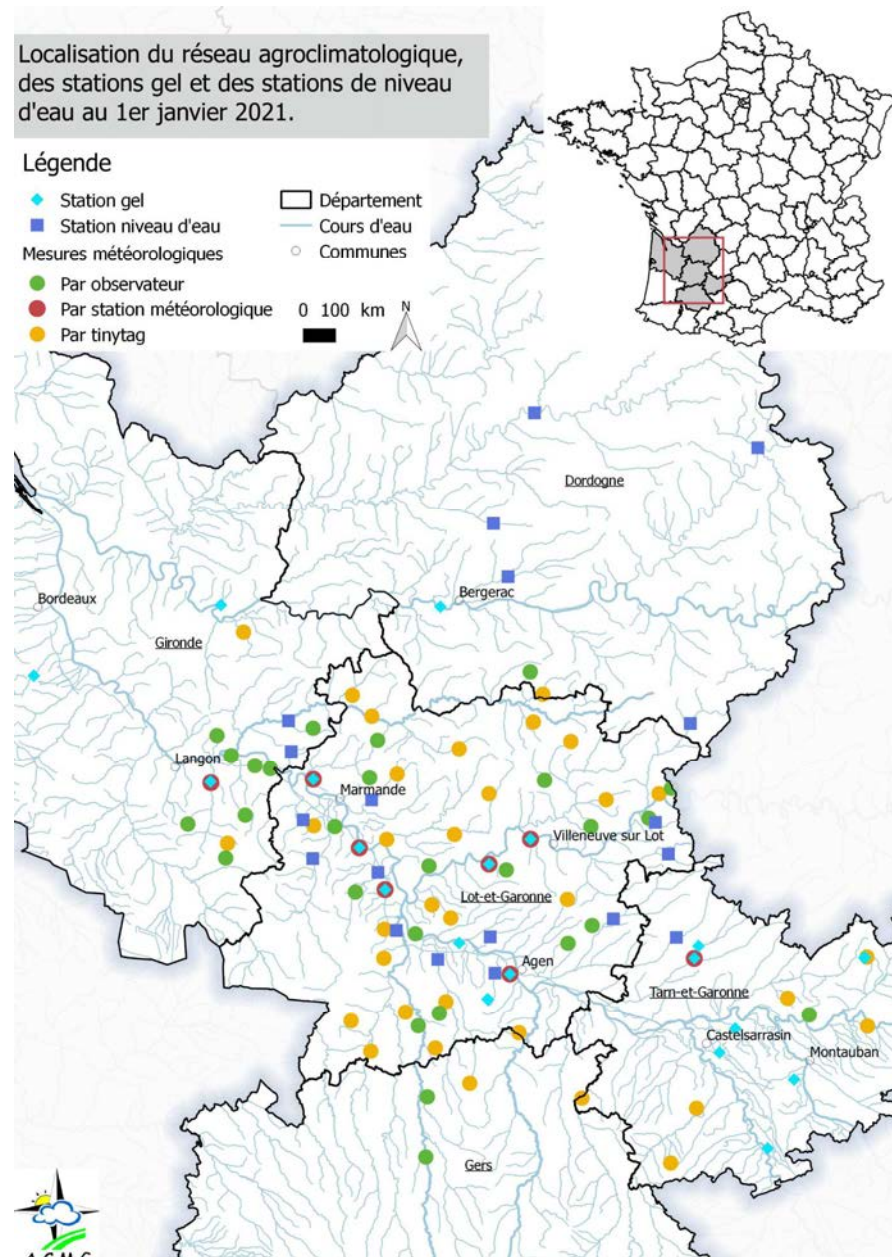 Localisation du réseau agroclimatologique,
des stations gel et des stations de niveau
d'eau au 1er janvier 2021.
Légende
Station gel
Station niveau d'eau
Mesures météorologiques
Par observateur
Par station météorologique
Par tinytag
Département
Cours d'eau
Communes
0 100 km
N
Dordogne
Bordeaux
Bergerac
Gironde
Langon
Marmande
Villeneuve sur Lot
Lot-et-Garonne
Agen
Tarn-et-Garonne
Castelsarrasin
Montauban
Gers
A.C.M.G